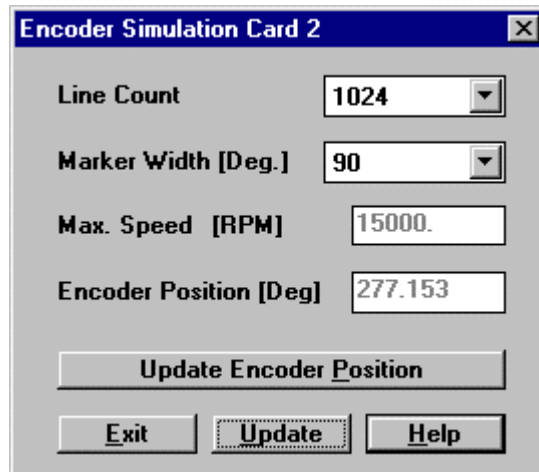 Encoder Simulation Card 2
Line Count 1024
Marker Width [Deg.] 90
Max. Speed [RPM] 15000.
Encoder Position [Deg] 277.153
Update Encoder Position
Exit Update Help